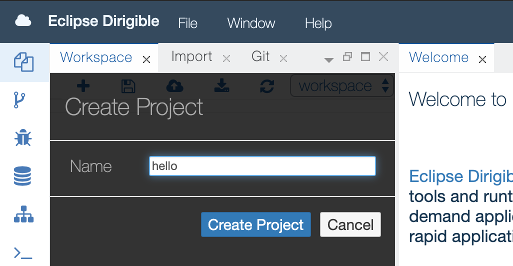 Eclipse Dirigible File Window Help
Workspace Import Git Welcome
workspace
Create Project
Welcome to
Name hello
Eclipse Dirigib
tools and runt
demand applic
rapid applicati
Create Project Cancel